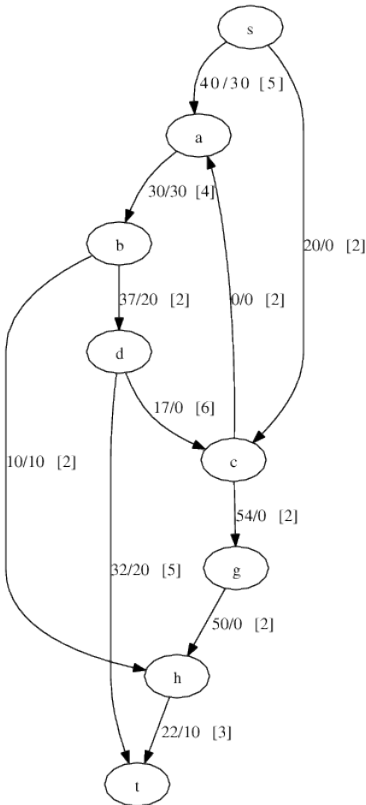 s
40/30 [5]
a
30/30 [4]
b
20/0 [2]
37/20 [2]
0/0 [2]
d
17/0 [6]
10/10 [2]
c
54/0 [2]
32/20 [5]
g
50/0 [2]
h
22/10 [3]
t